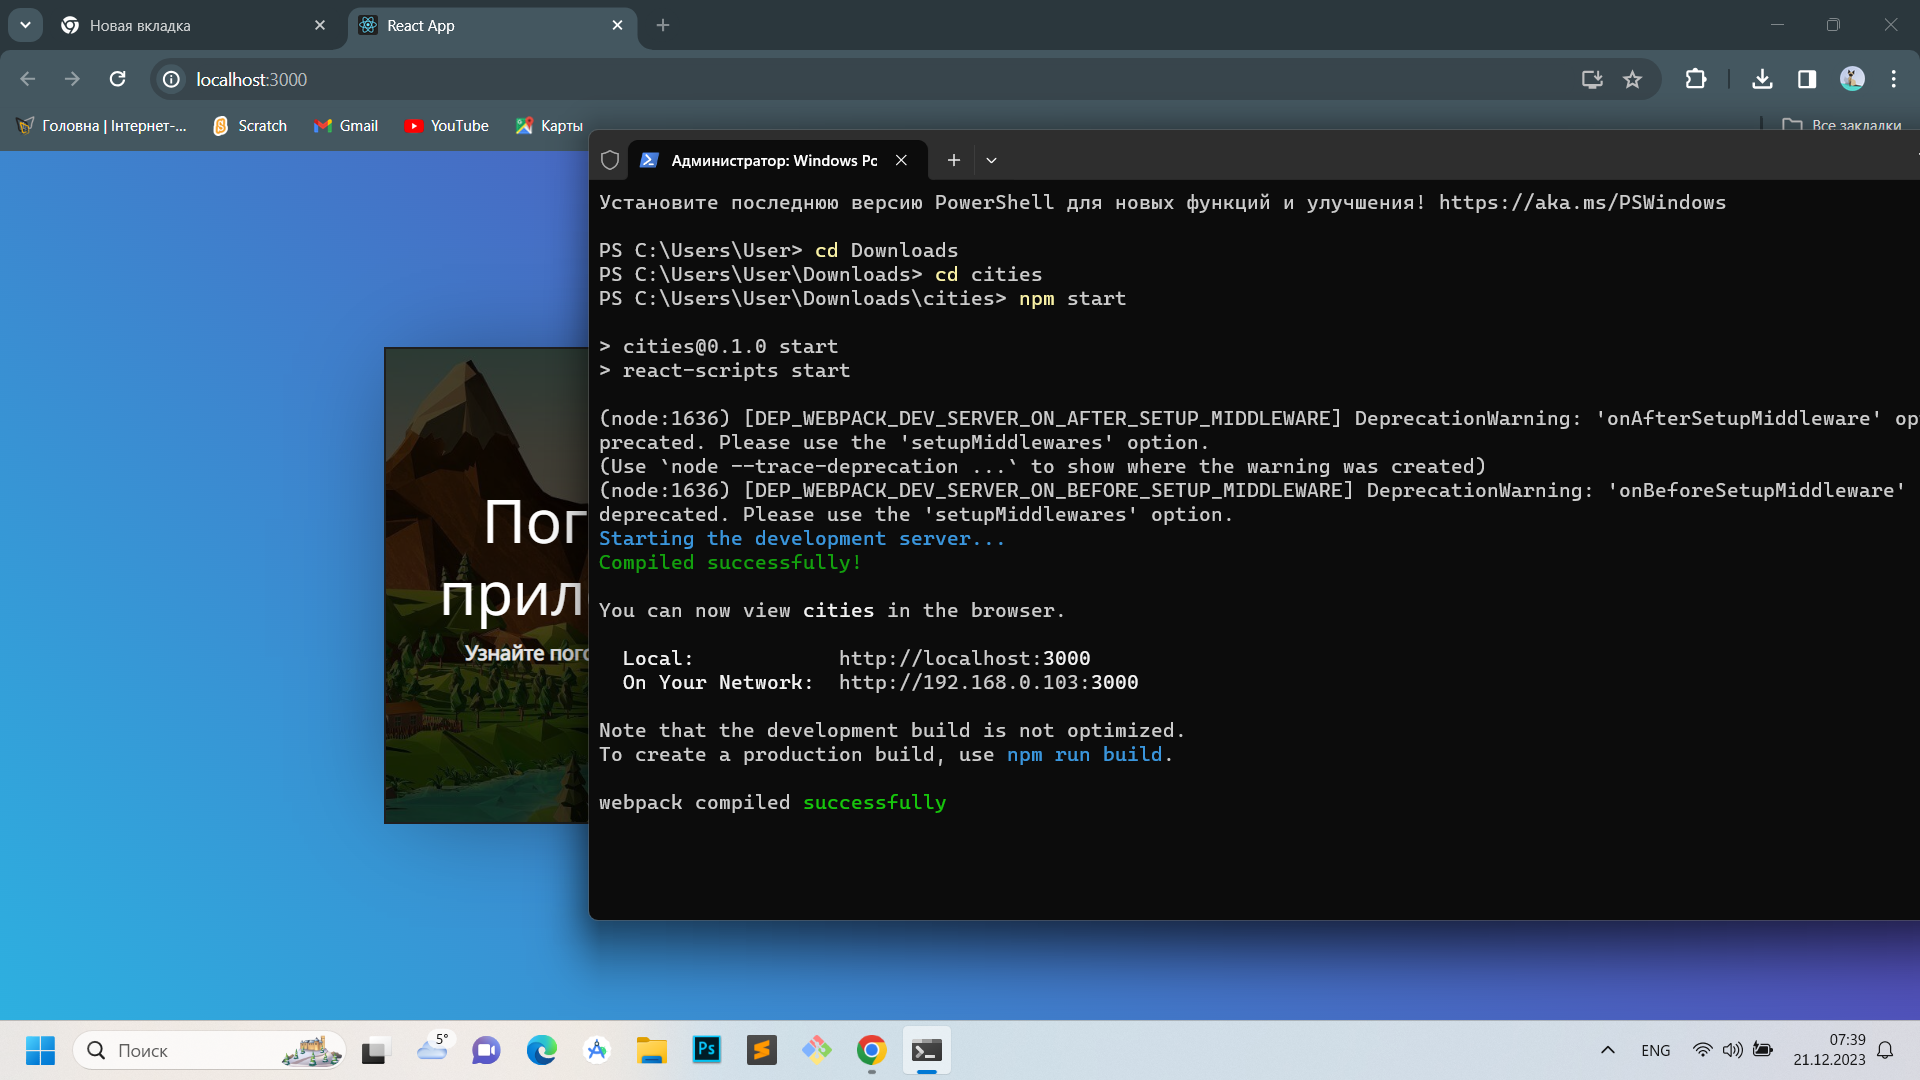 Новая вкладка
React App
localhost:3000
Головна | Інтернет-...
Scratch
Gmail
YouTube
Карты
Все закладки
Администратор: Windows Pc
Установите последнюю версию PowerShell для новых функций и улучшения! https://aka.ms/PSWindows
PS C:\Users\User> cd Downloads
PS C:\Users\User\Downloads> cd cities
PS C:\Users\User\Downloads\cities> npm start
> cities@0.1.0 start
> react-scripts start
(node:1636) [DEP_WEBPACK_DEV_SERVER_ON_AFTER_SETUP_MIDDLEWARE] DeprecationWarning: 'onAfterSetupMiddleware' op
precated. Please use the 'setupMiddlewares' option.
(Use `node --trace-deprecation ...` to show where the warning was created)
(node:1636) [DEP_WEBPACK_DEV_SERVER_ON_BEFORE_SETUP_MIDDLEWARE] DeprecationWarning: 'onBeforeSetupMiddleware'
deprecated. Please use the 'setupMiddlewares' option.
Starting the development server...
Compiled successfully!
You can now view cities in the browser.
Local: http://localhost:3000
On Your Network: http://192.168.0.103:3000
Note that the development build is not optimized.
To create a production build, use npm run build.
webpack compiled successfully
Пог
прил
Узнайте пого
5°
Поиск
Ps
ENG
07:39
21.12.2023